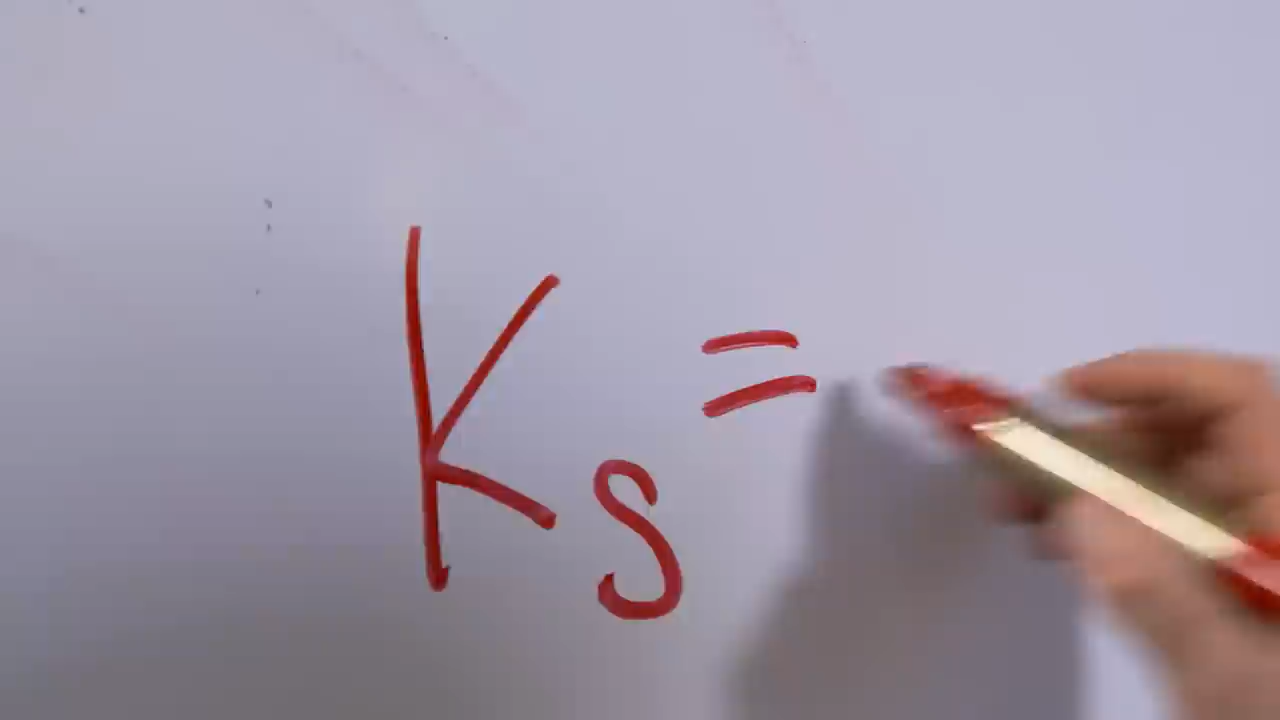 Ks =